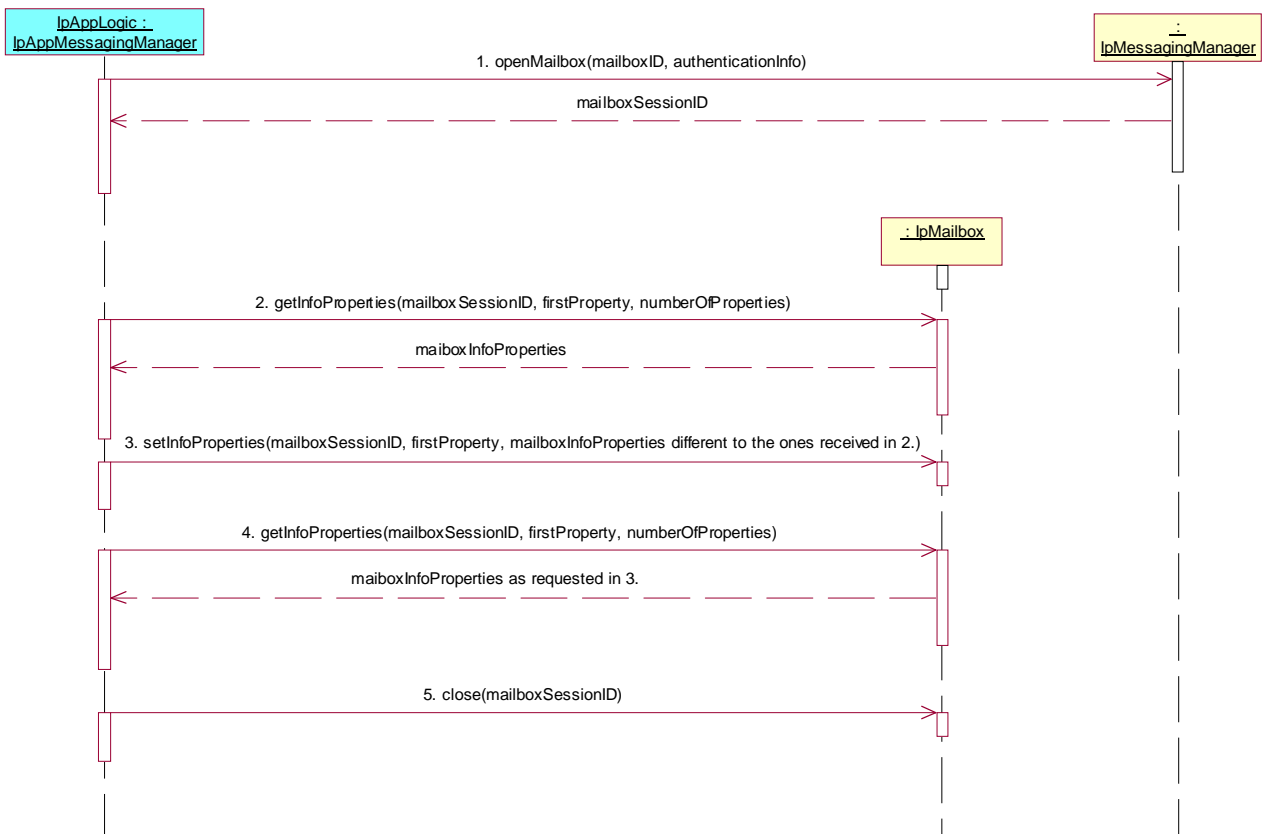 IpAppLogic :
IpAppMessagingManager
:
IpMessagingManager
1. openMailbox(mailboxID, authenticationInfo)
mailboxSessionID
: IpMailbox
2. getInfoProperties(mailboxSessionID, firstProperty, numberOfProperties)
maiboxInfoProperties
3. setInfoProperties(mailboxSessionID, firstProperty, mailboxInfoProperties different to the ones received in 2.)
4. getInfoProperties(mailboxSessionID, firstProperty, numberOfProperties)
maiboxInfoProperties as requested in 3.
5. close(mailboxSessionID)